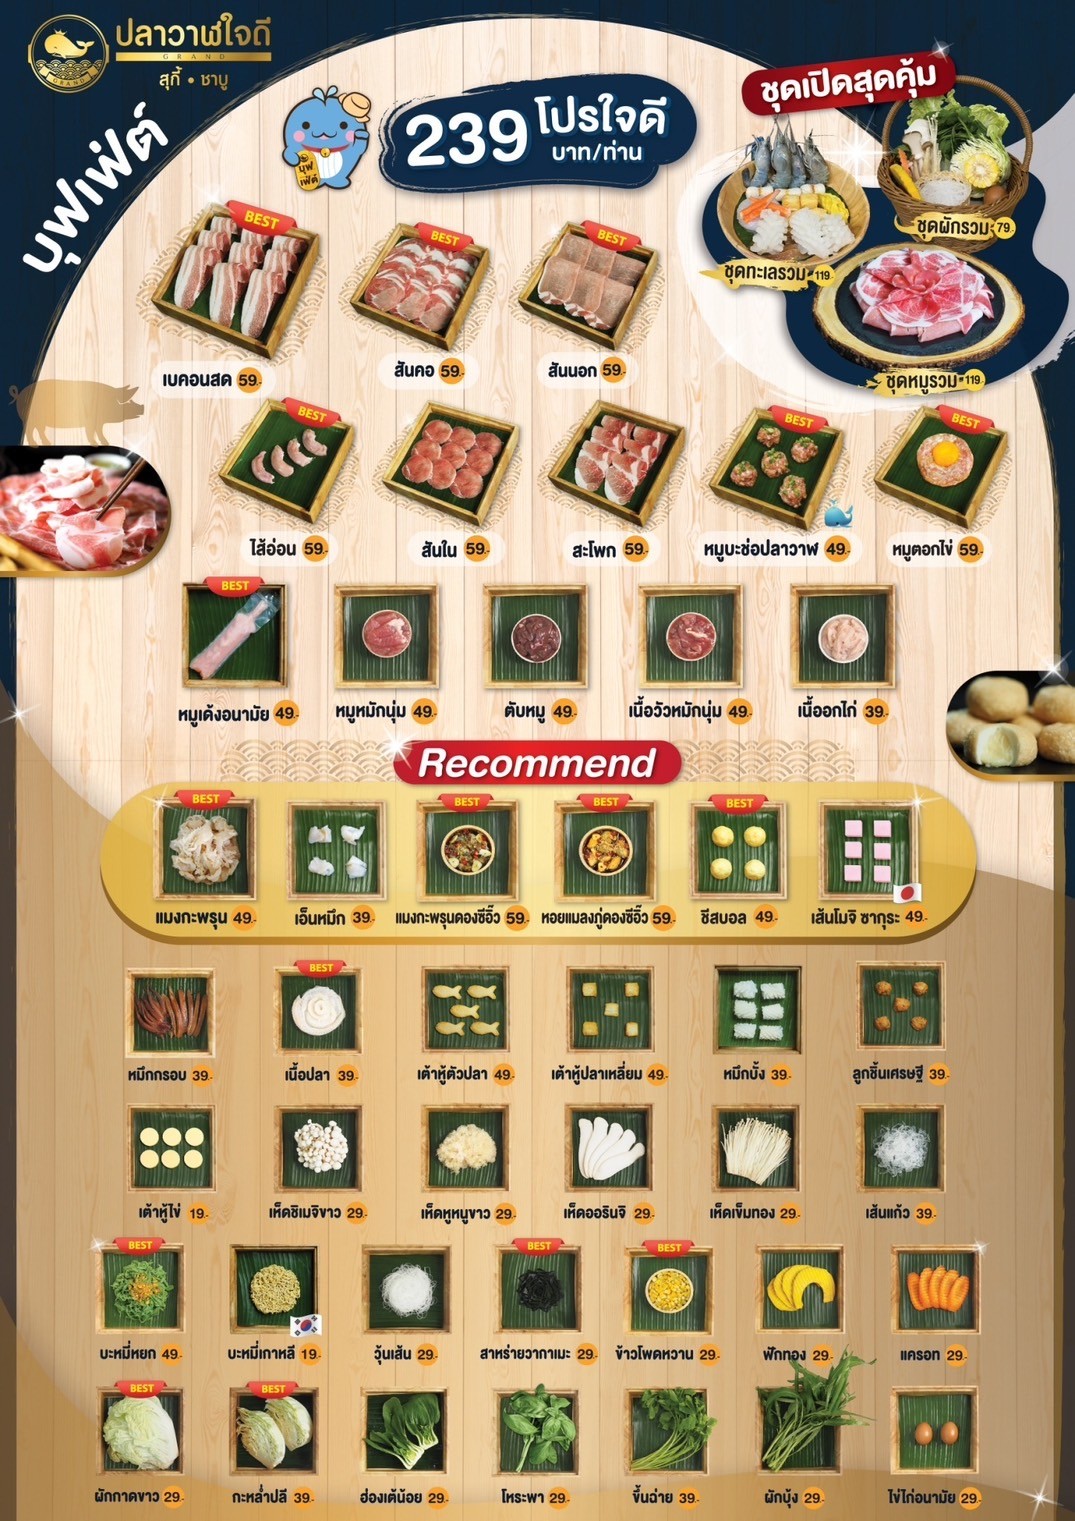 ปลาวาฬใจดี
GRAND
สุกี้ • ชาบู
GRAND
บุฟเฟ่ต์
บุฟ
เฟ่ต์
239 โปรใจดี
บาท/ท่าน
ชุดเปิดสุดคุ้ม
ชุดผักรวม 79.-
ชุดทะเลรวม 119.-
ชุดหมูรวม 119.-
BEST
BEST
BEST
เบคอนสด 59.-
สันคอ 59.-
สันนอก 59.-
BEST
BEST
BEST
ไส้อ่อน 59.-
สันใน 59.-
สะโพก 59.-
หมูบะช่อปลาวาฬ 49.-
หมูตอกไข่ 59.-
BEST
หมูเด้งอนามัย 49.-
หมูหมักนุ่ม 49.-
ตับหมู 49.-
เนื้อวัวหมักนุ่ม 49.-
เนื้ออกไก่ 39.-
Recommend
BEST
BEST
BEST
BEST
แมงกะพรุน 49.-
เอ็นหมึก 39.-
แมงกะพรุนดองซีอิ๊ว 59.-
หอยแมลงภู่ดองซีอิ๊ว 59.-
ชีสบอล 49.-
เส้นโมจิ ซากุระ 49.-
BEST
หมึกกรอบ 39.-
เนื้อปลา 39.-
เต้าหู้ตัวปลา 49.-
เต้าหู้ปลาเหลี่ยม 49.-
หมึกบั้ง 39.-
ลูกชิ้นเศรษฐี 39.-
เต้าหู้ไข่ 19.-
เห็ดชิเมจิขาว 29.-
เห็ดหูหนูขาว 29.-
เห็ดออรินจิ 29.-
เห็ดเข็มทอง 29.-
เส้นแก้ว 39.-
BEST
BEST
BEST
บะหมี่หยก 49.-
บะหมี่เกาหลี 19.-
วุ้นเส้น 29.-
สาหร่ายวากาเมะ 29.-
ข้าวโพดหวาน 29.-
ฟักทอง 29.-
แครอท 29.-
BEST
BEST
ผักกาดขาว 29.-
กะหล่ำปลี 39.-
ฮ่องเต้น้อย 29.-
โหระพา 29.-
ขึ้นฉ่าย 39.-
ผักบุ้ง 29.-
ไข่ไก่อนามัย 29.-